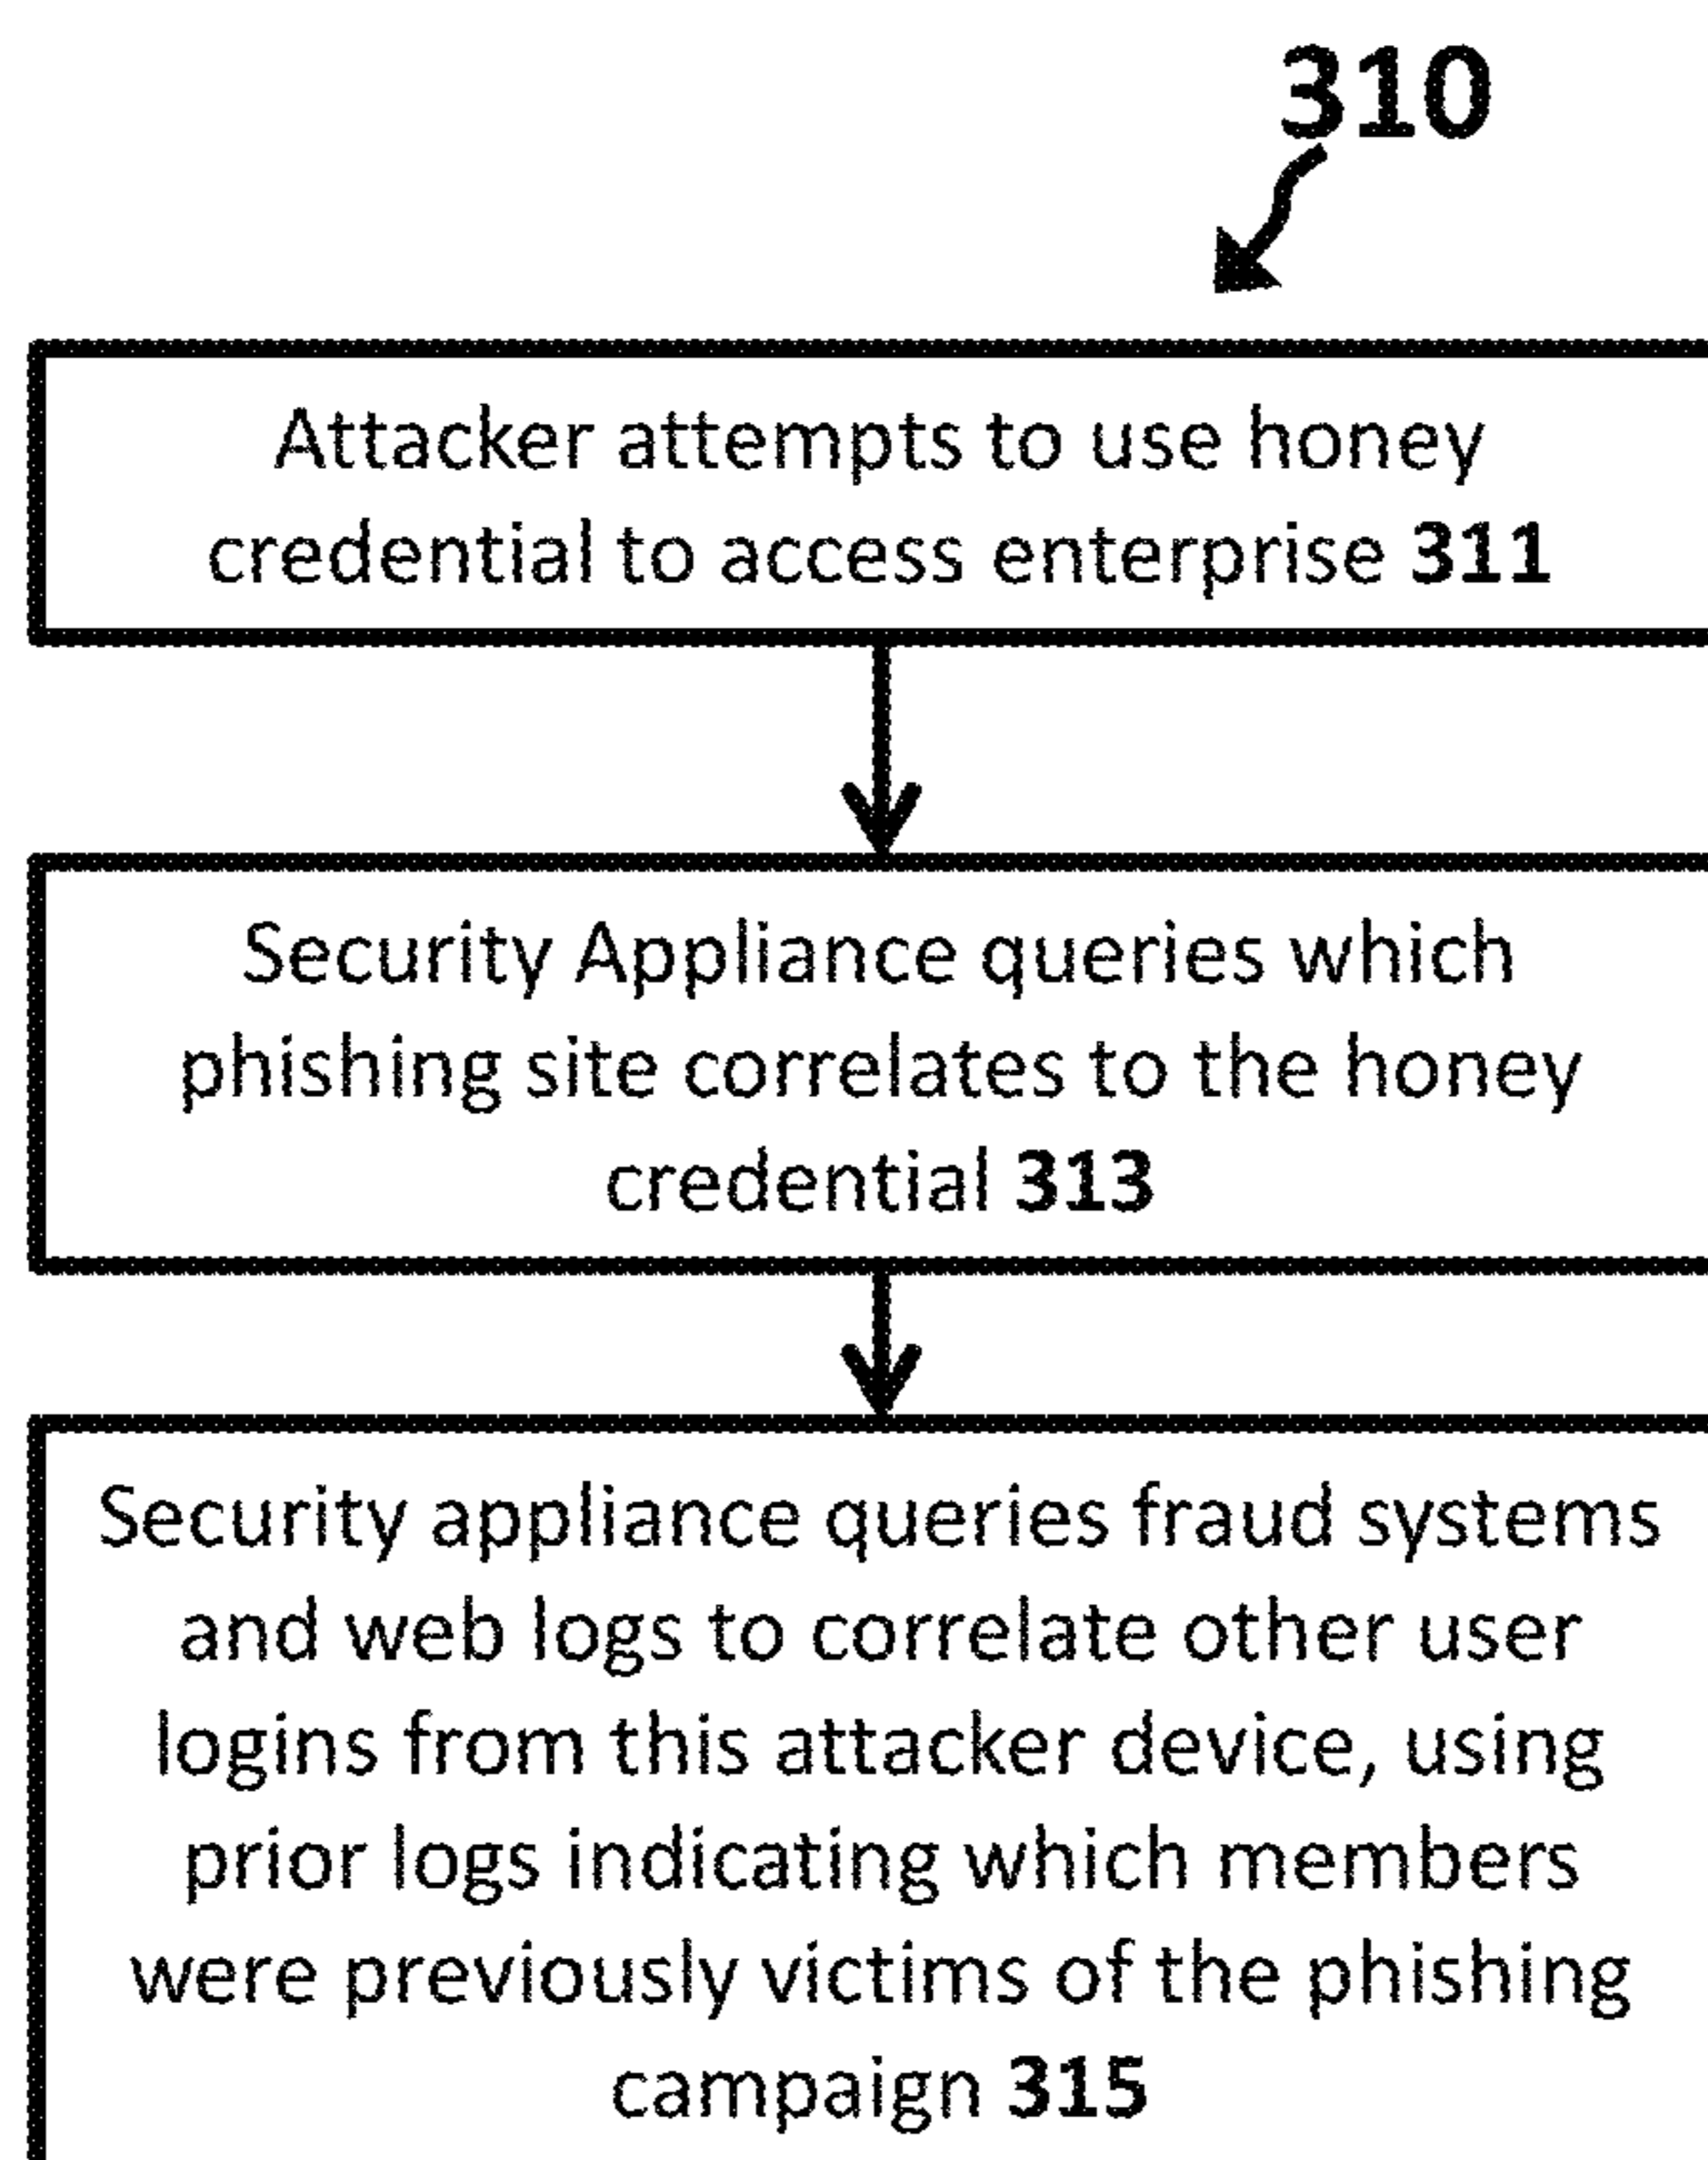 310
Attacker attempts to use honey
credential to access enterprise 311
Security Appliance queries which
phishing site correlates to the honey
credential 313
Security appliance queries fraud systems
and web logs to correlate other user
logins from this attacker device, using
prior logs indicating which members
were previously victims of the phishing
campaign 315